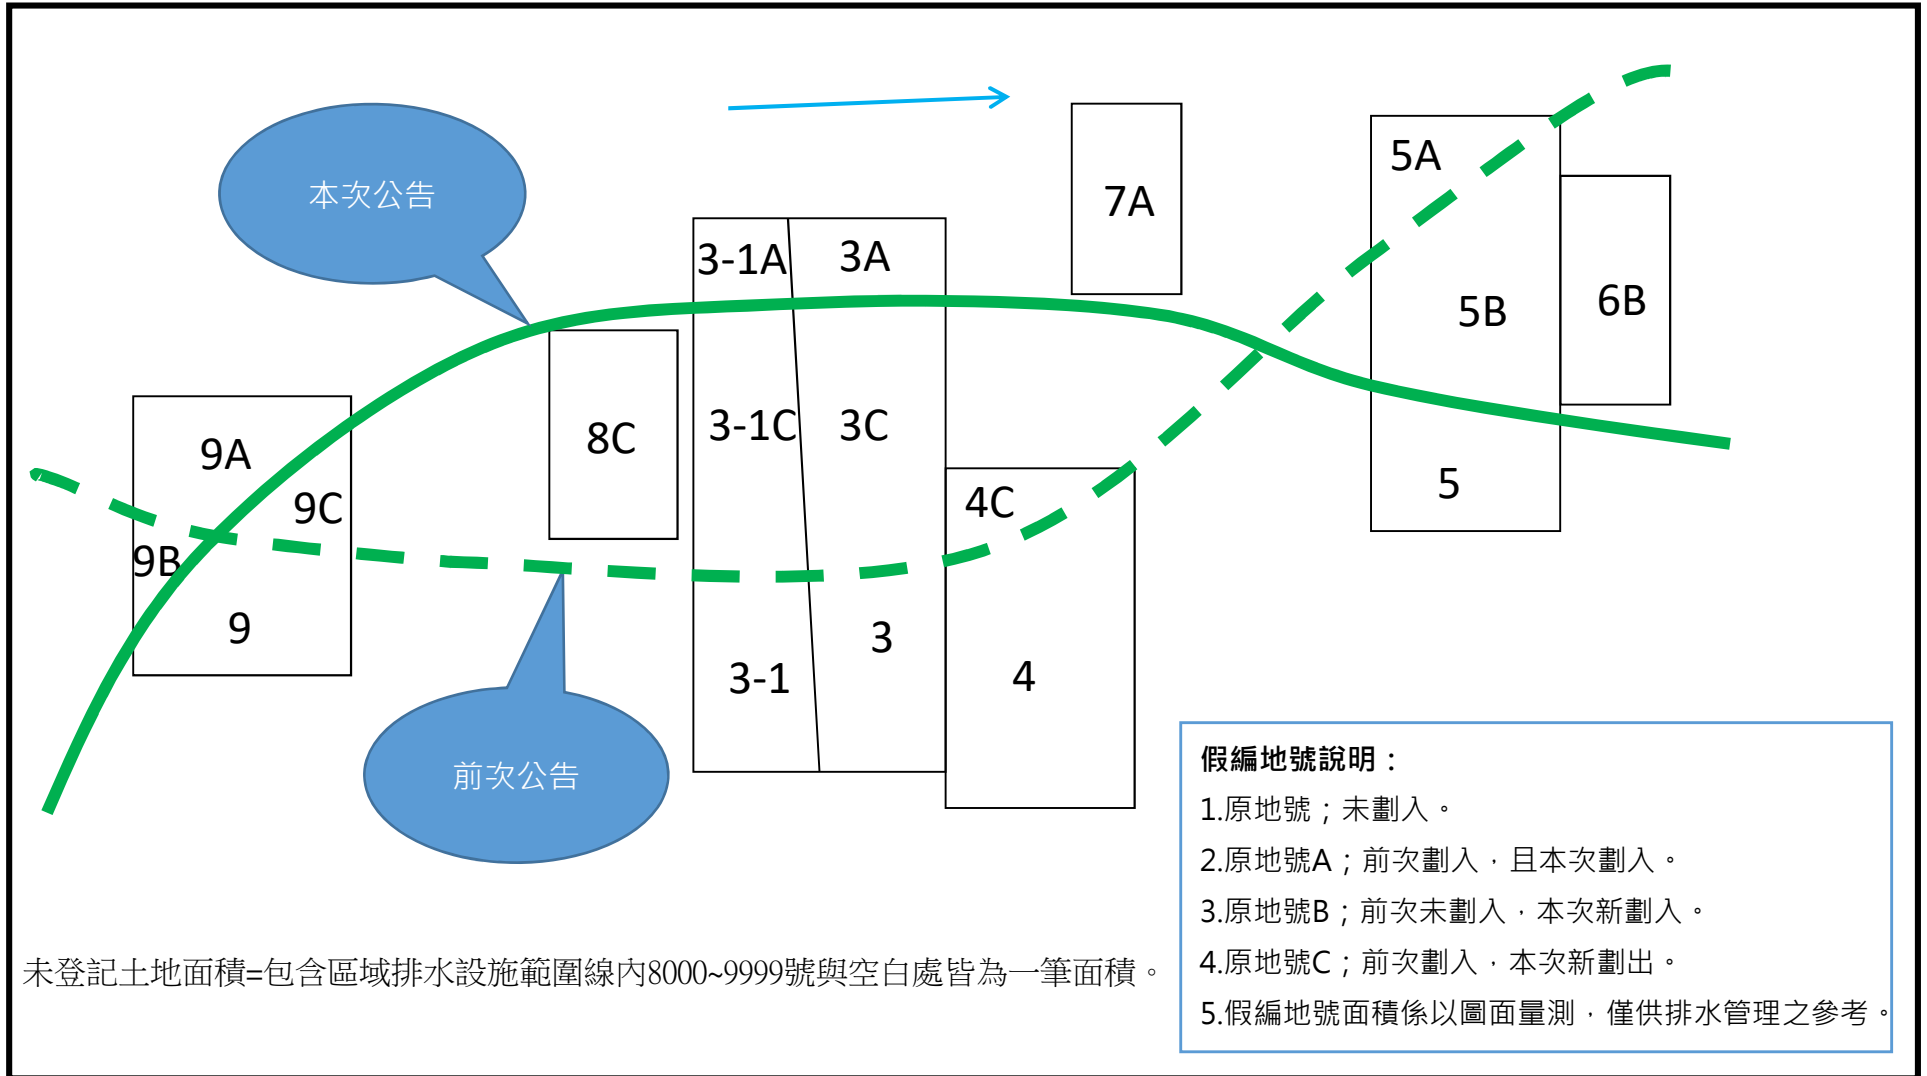 本次公告
7A
5A
3-1A
3A
5B
6B
3-1C
3C
8C
9A
9C
4C
5
9B
9
3
3-1
4
前次公告
假編地號說明：
1.原地號；未劃入。
2.原地號A；前次劃入，且本次劃入。
3.原地號B；前次未劃入，本次新劃入。
4.原地號C；前次劃入，本次新劃出。
5.假編地號面積係以圖面量測，僅供排水管理之參考。
未登記土地面積=包含區域排水設施範圍線內8000~9999號與空白處皆為一筆面積。